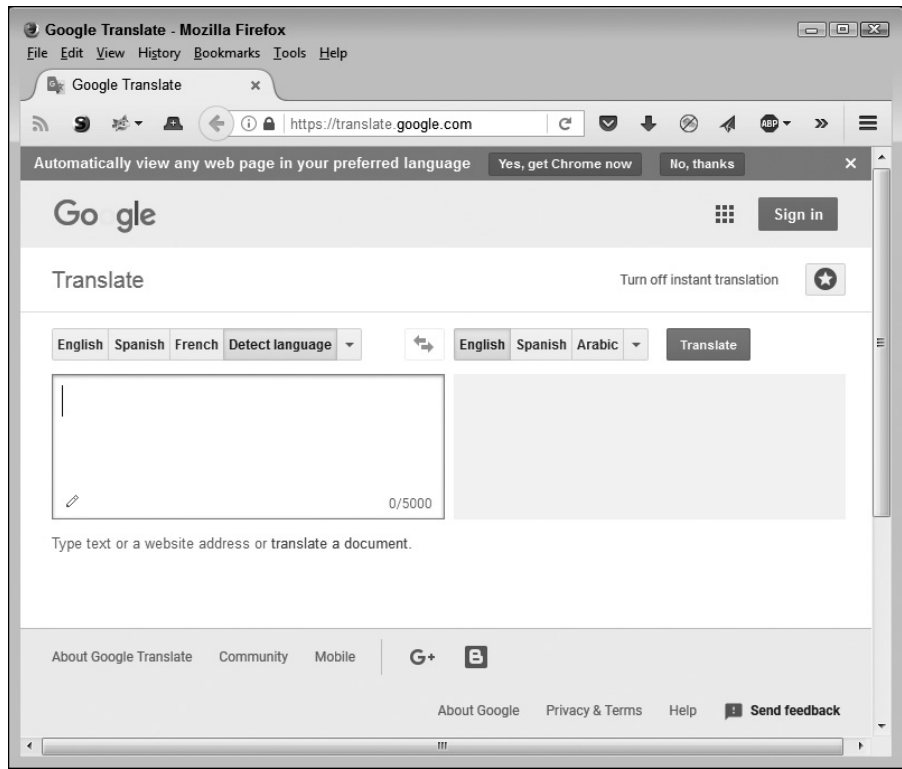 Google Translate - Mozilla Firefox
File Edit View History Bookmarks Tools Help
Google Translate
https://translate.google.com
ABP
Automatically view any web page in your preferred language Yes, get Chrome now No, thanks
Go gle Sign in
Translate Turn off instant translation
English Spanish French Detect language English Spanish Arabic Translate
0/5000
Type text or a website address or translate a document.
About Google Translate Community Mobile G+ B
About Google Privacy & Terms Help Send feedback